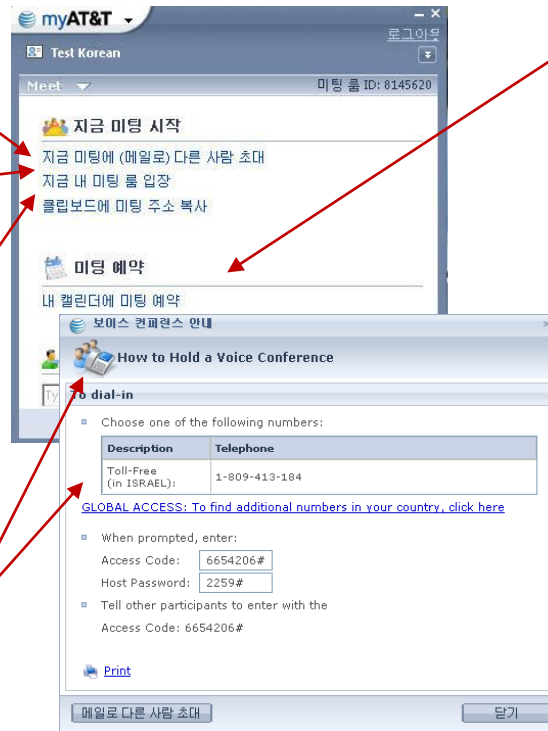 myAT&T
로그아웃
Test Korean
Meet
미팅 룸 ID: 8145620
지금 미팅 시작
지금 미팅에 (메일로) 다른 사람 초대
지금 내 미팅 룸 입장
클립보드에 미팅 주소 복사
미팅 예약
내 캘린더에 미팅 예약
보이스 컨퍼런스 안내
How to Hold a Voice Conference
To dial-in
Choose one of the following numbers:
Description Telephone
Toll-Free
(in ISRAEL): 1-809-413-184
GLOBAL ACCESS: To find additional numbers in your country, click here
When prompted, enter:
Access Code: 6654206#
Host Password: 2259#
Tell other participants to enter with the
Access Code: 6654206#
Print
메일로 다른 사람 초대 닫기